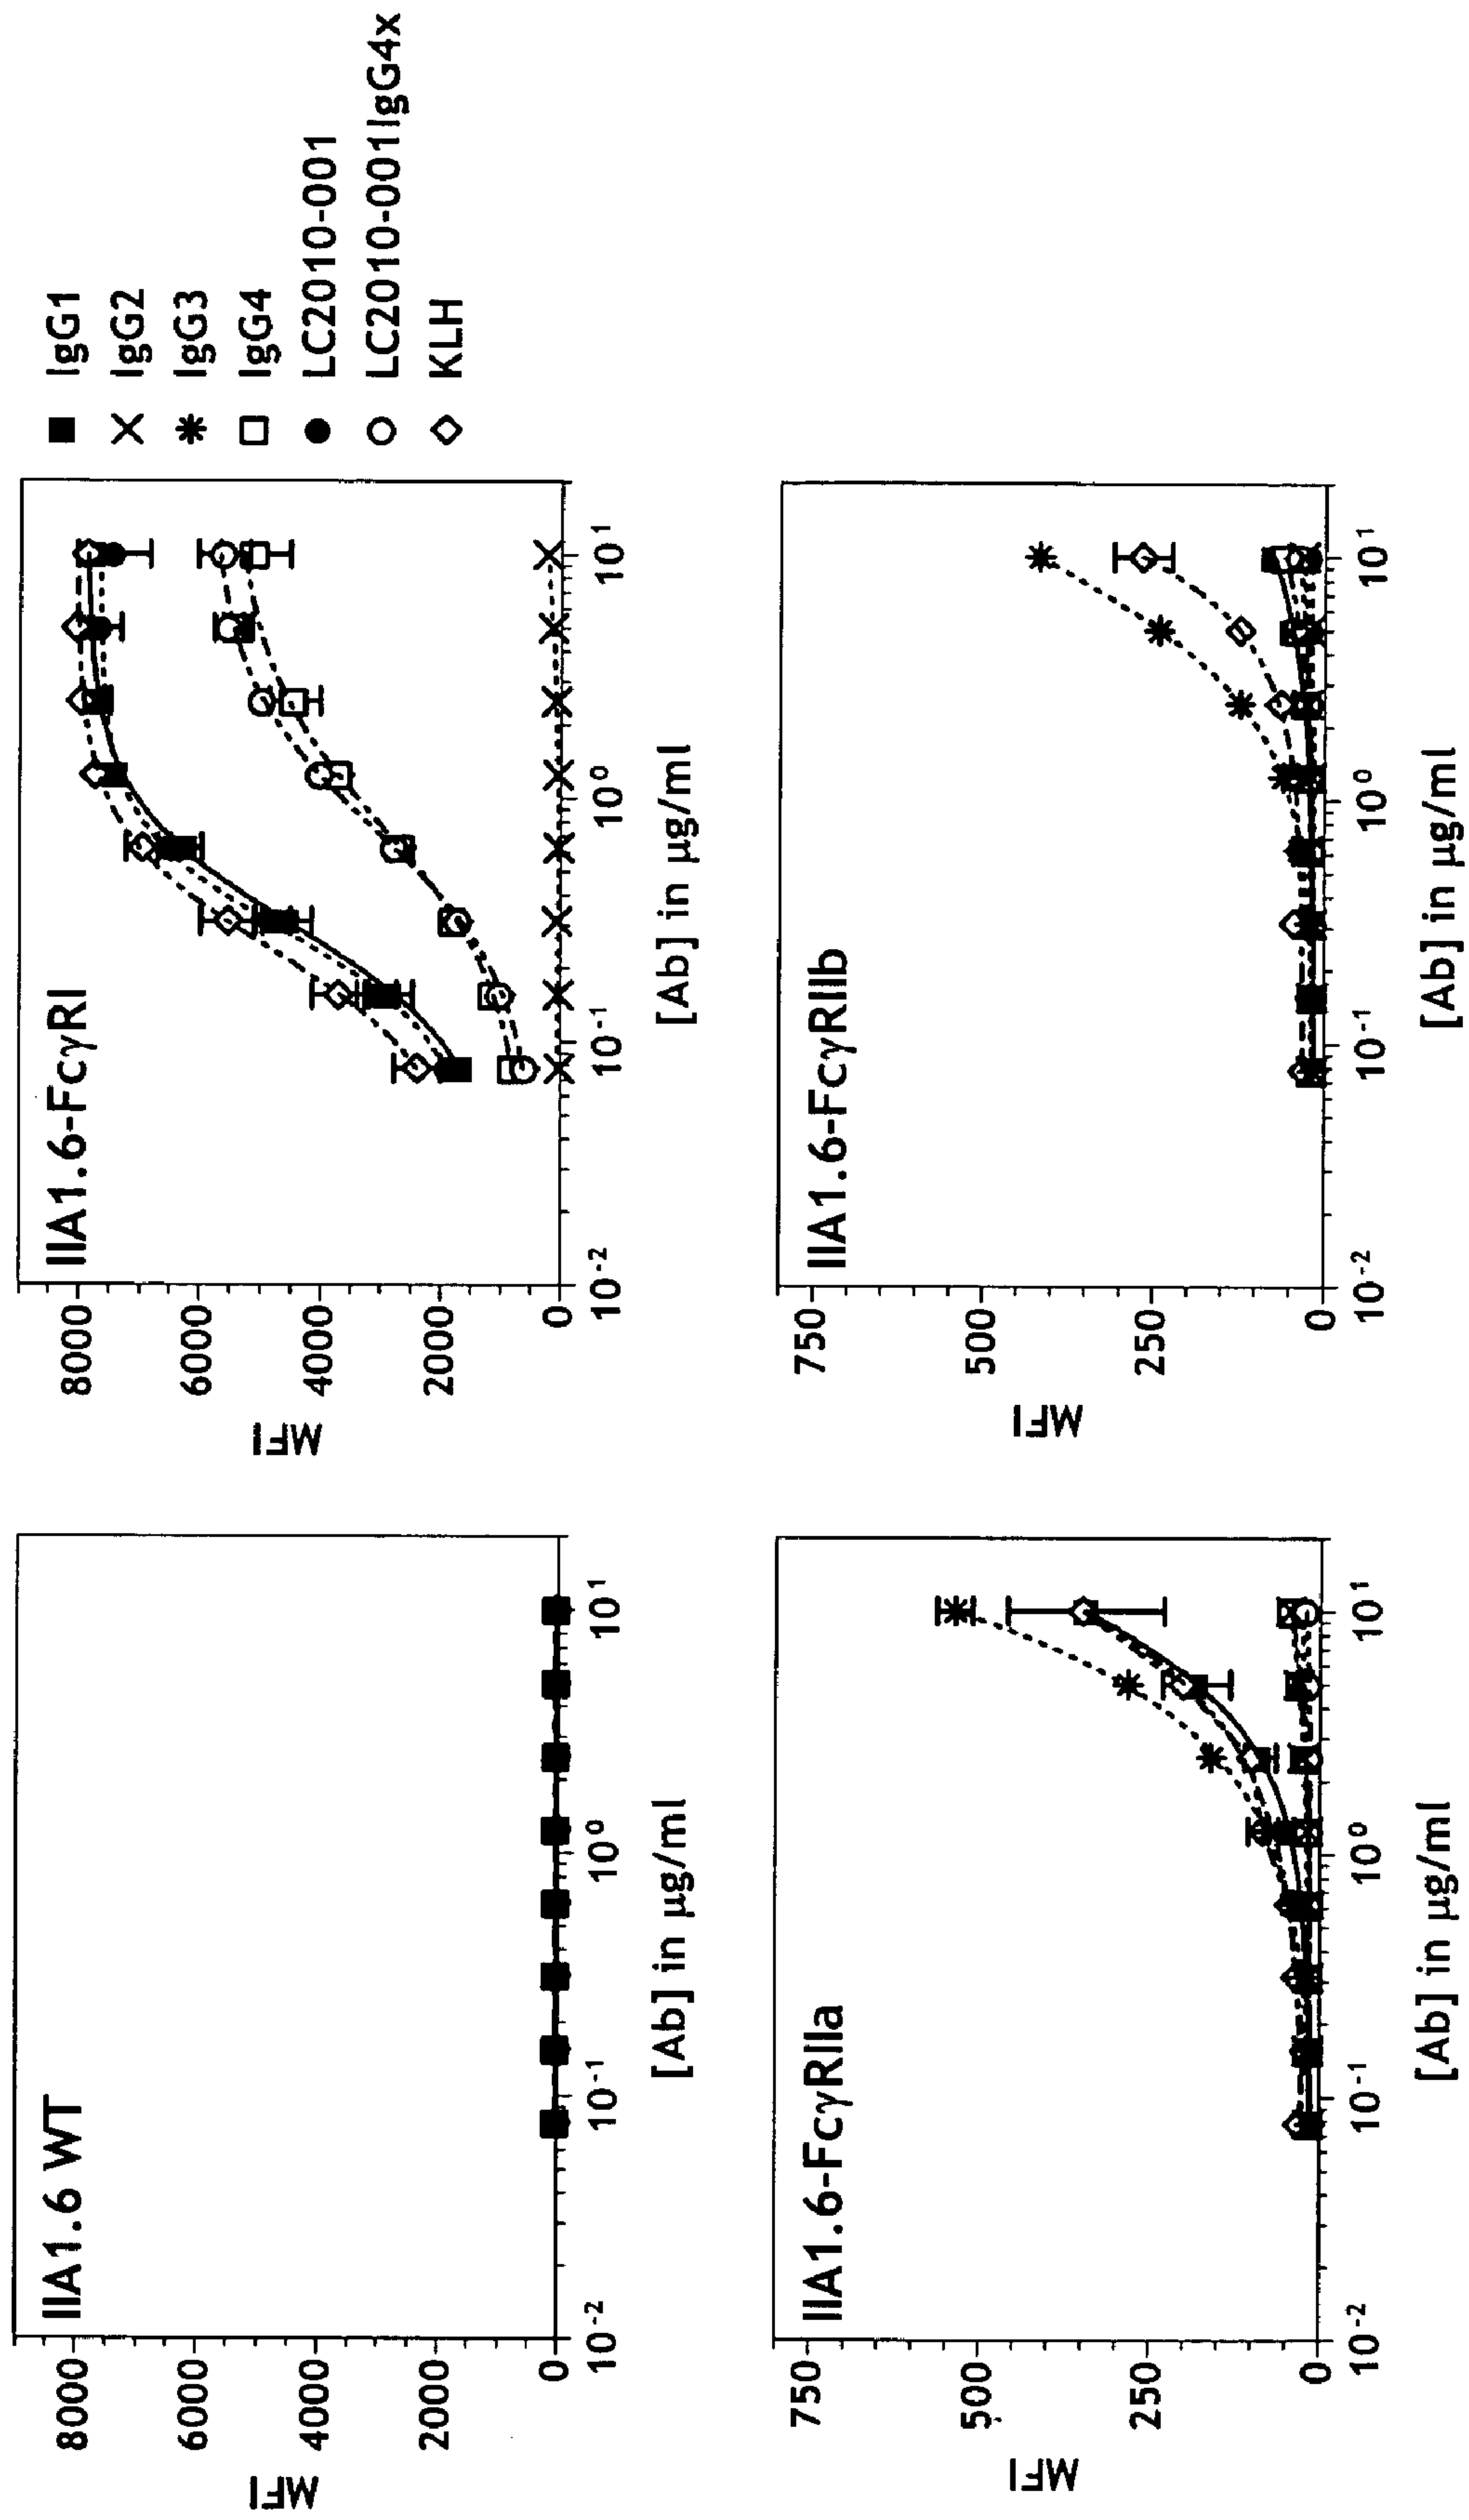 IIA1.6 WT
MFI
8000
6000
4000
2000
0
10-2
10-1
100
101
[Ab] in µg/ml
IIA1.6-FcγRI
MFI
8000
6000
4000
2000
0
10-2
10-1
100
101
[Ab] in µg/ml
IgG1
IgG2
IgG3
IgG4
LC2010-001
LC2010-001IgG4x
KLH
IIA1.6-FcγRIIa
MFI
750
500
250
0
10-2
10-1
100
101
[Ab] in µg/ml
IIA1.6-FcγRIIb
MFI
750
500
250
0
10-2
10-1
100
101
[Ab] in µg/ml